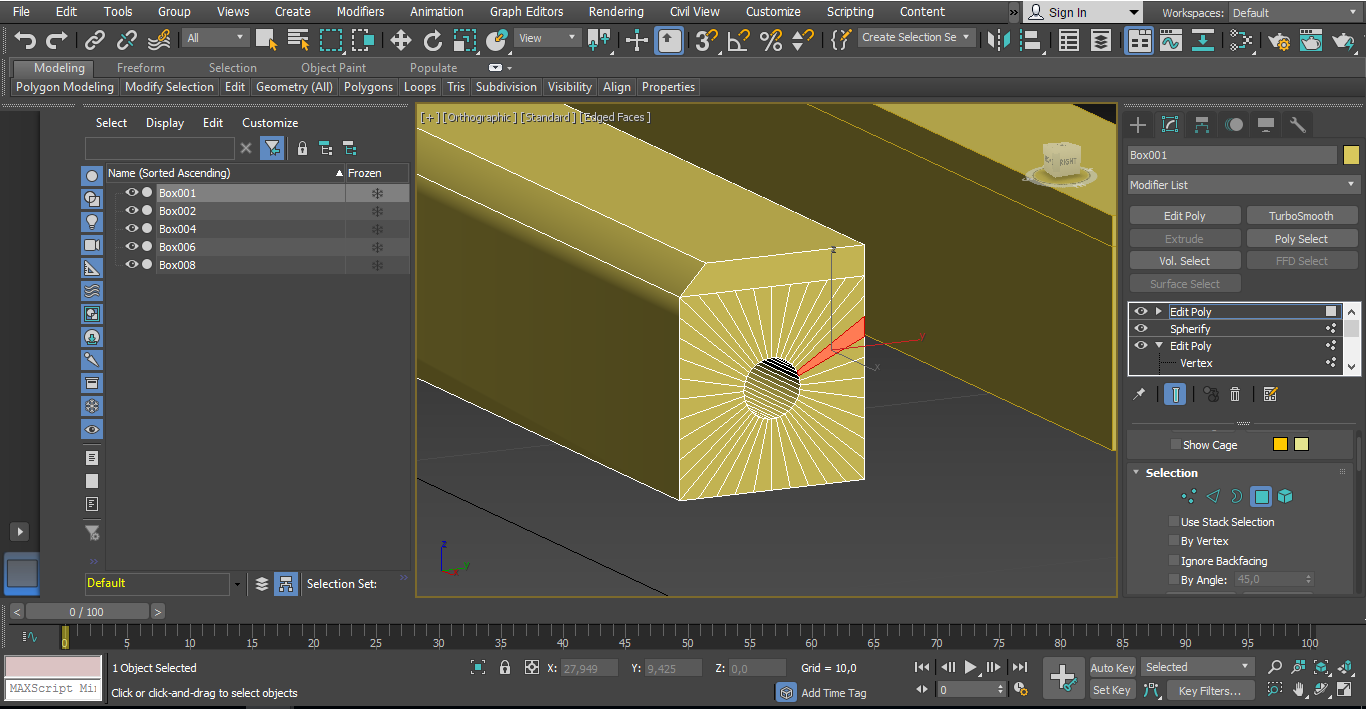 File Edit Tools Group Views Create Modifiers Animation Graph Editors Rendering Civil View Customize Scripting Content » Sign In Workspaces: Default
All View Create Selection Se
Modeling Freeform Selection Object Paint Populate
Polygon Modeling Modify Selection Edit Geometry (All) Polygons Loops Tris Subdivision Visibility Align Properties
Select Display Edit Customize
Name (Sorted Ascending) Frozen
Box001
Box002
Box004
Box006
Box008
Default Selection Set:
[+] [Orthographic] [Standard] [Edged Faces]
RIGHT
z
y
x
z
y
x
Box001
Modifier List
Edit Poly TurboSmooth
Extrude Poly Select
Vol. Select FFD Select
Surface Select
Edit Poly
Spherify
Edit Poly
Vertex
Show Cage
Selection
Use Stack Selection
By Vertex
Ignore Backfacing
By Angle: 45,0
< 0 / 100 >
0 5 10 15 20 25 30 35 40 45 50 55 60 65 70 75 80 85 90 95 100
1 Object Selected X: 27,949 Y: 9,425 Z: 0,0 Grid = 10,0 Auto Key Selected
MAXScript Mi Click or click-and-drag to select objects Add Time Tag 0 Set Key Key Filters...